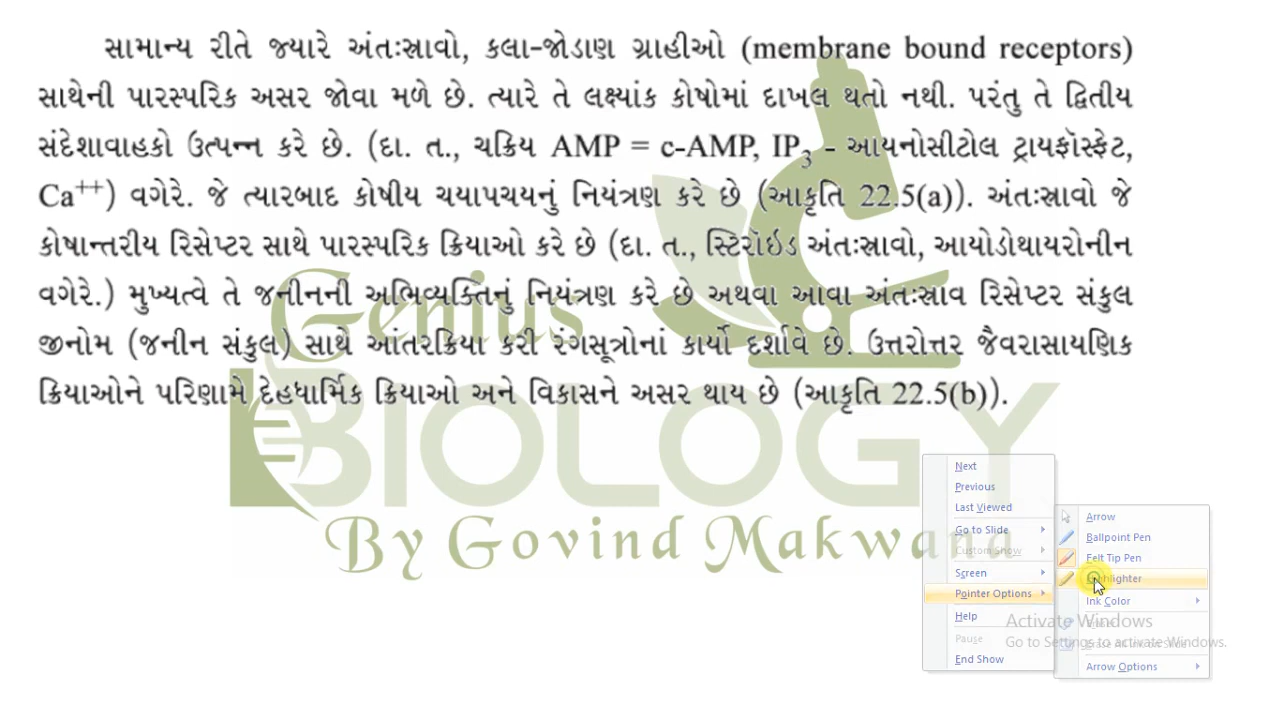 સામાન્ય રીતે જ્યારે અંતઃસ્ત્રાવો, કલા-જોડાણ ગ્રાહીઓ (membrane bound receptors)
સાથેની પારસ્પરિક અસર જોવા મળે છે. ત્યારે તે લક્ષ્યાંક કોષોમાં દાખલ થતો નથી. પરંતુ તે દ્વિતીય
સંદેશાવાહકો ઉત્પન્ન કરે છે. (દા. ત., ચક્રિય AMP = c-AMP, IP3 - આયનોસીટોલ ટ્રાયફૉસ્ફેટ,
Ca++) વગેરે. જે ત્યારબાદ કોષીય ચયાપચયનું નિયંત્રણ કરે છે (આકૃતિ 22.5(a)). અંતઃસ્ત્રાવો જે
કોષાન્તરીય રિસેપ્ટર સાથે પારસ્પરિક ક્રિયાઓ કરે છે (દા. ત., સ્ટિરૉઇડ અંતઃસ્ત્રાવો, આયોડોથાયરોનીન
વગેરે.) મુખ્યત્વે તે જનીનની અભિવ્યક્તિનું નિયંત્રણ કરે છે અથવા આવા અંતઃસ્ત્રાવ રિસેપ્ટર સંકુલ
જીનોમ (જનીન સંકુલ) સાથે આંતરક્રિયા કરી રંગસૂત્રોનાં કાર્યો દર્શાવે છે. ઉત્તરોત્તર જૈવરાસાયણિક
ક્રિયાઓને પરિણામે દેહધાર્મિક ક્રિયાઓ અને વિકાસને અસર થાય છે (આકૃતિ 22.5(b)).
Genius
BIOLOGY
By Govind Makwana
Next
Previous
Last Viewed
Go to Slide
Custom Show
Screen
Pointer Options
Help
Pause
End Show
Arrow
Ballpoint Pen
Felt Tip Pen
Highlighter
Ink Color
Erase All Ink on Slide
Arrow Options
Activate Windows
Go to Settings to activate Windows.